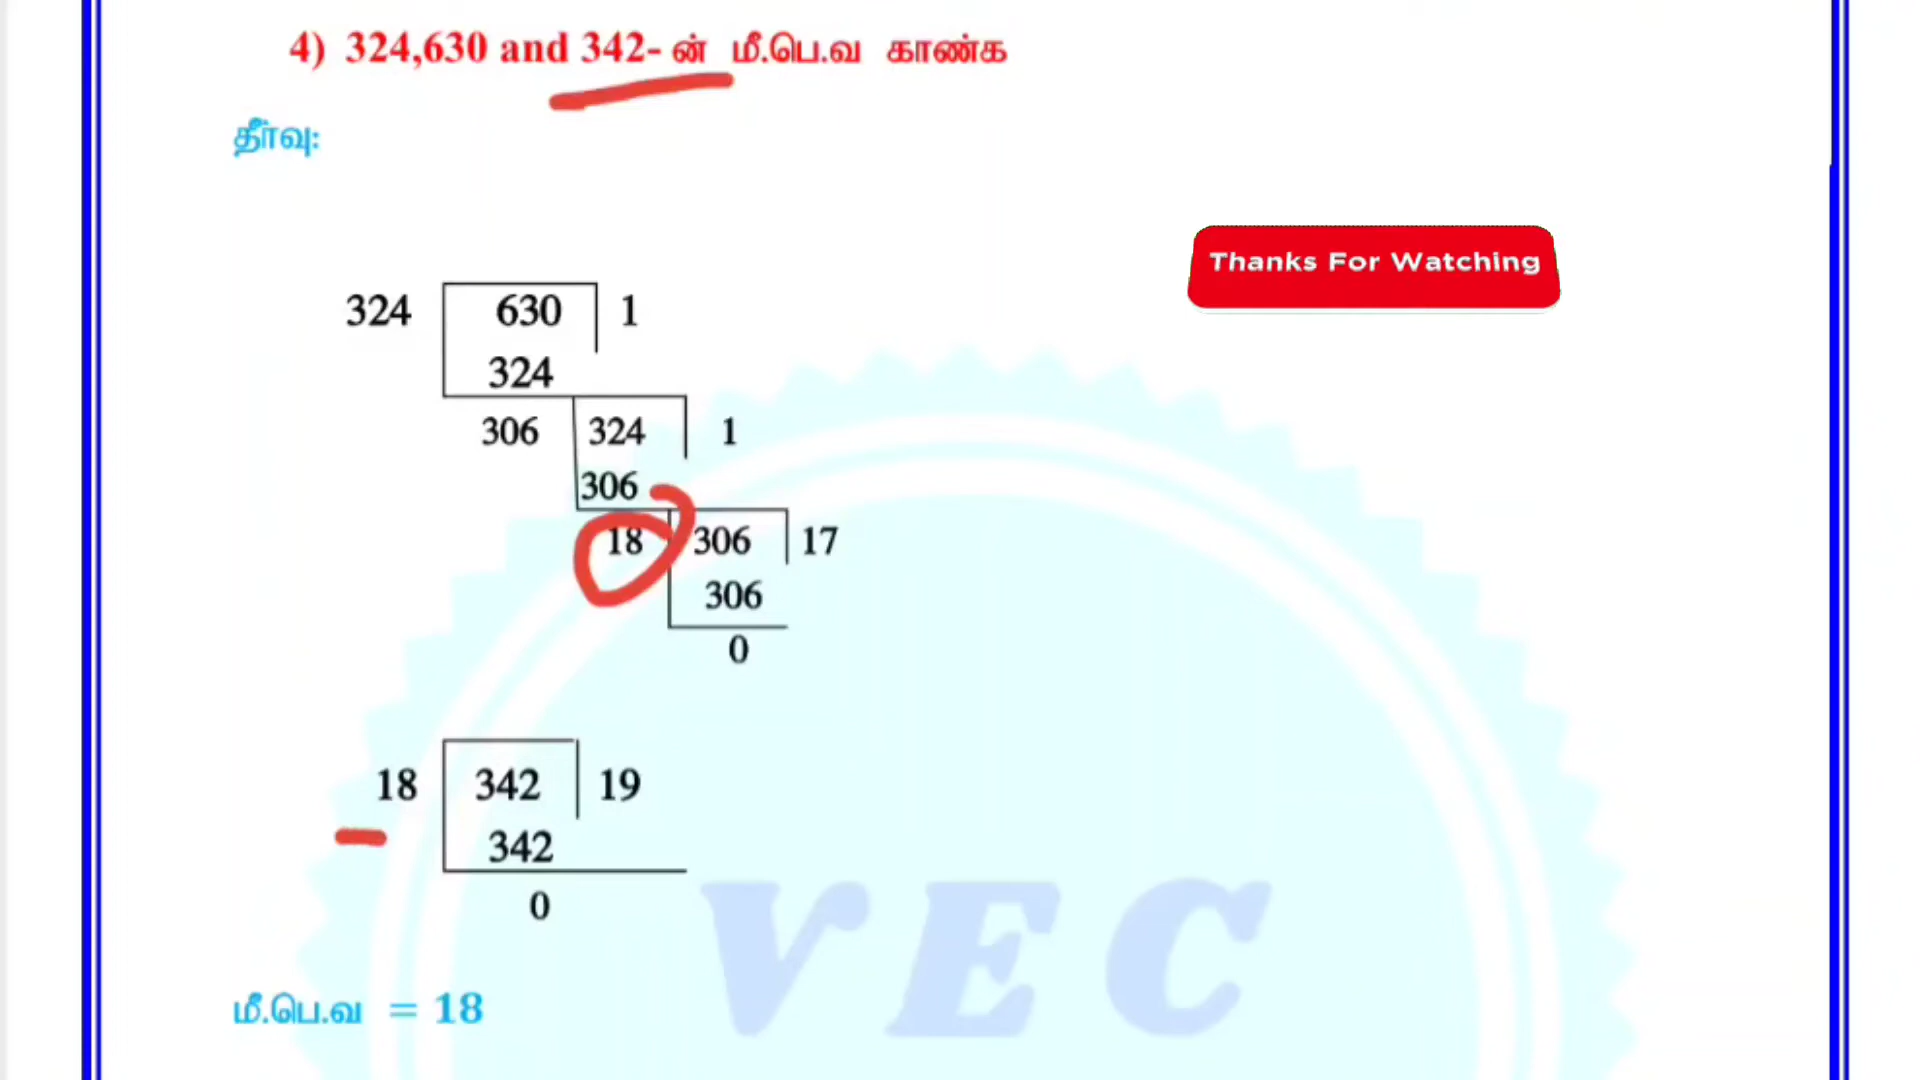 4) 324,630 and 342- ன் மீ.பெ.வ காண்க
தீர்வு:
Thanks For Watching
324 630 1
324
306 324 1
306
18 306 17
306
0
18 342 19
342
0
VEC
மீ.பெ.வ = 18